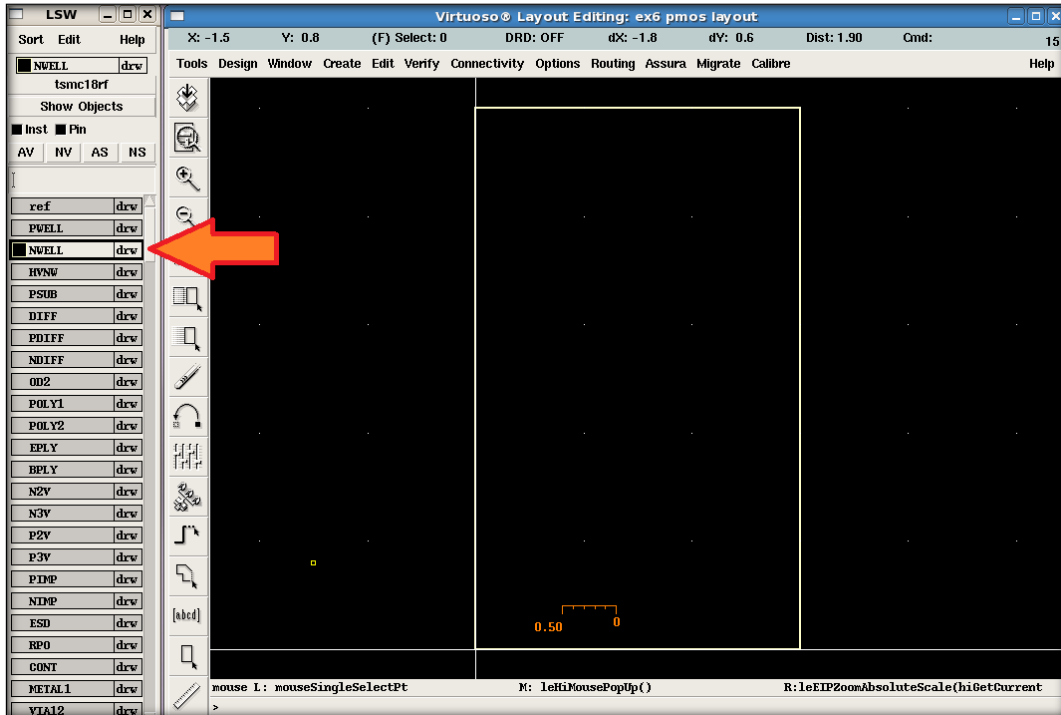 LSW
Sort Edit Help
NWELL drw
tsmc18rf
Show Objects
Inst Pin
AV NV AS NS
ref drw
PWELL drw
NWELL drw
HVNW drw
PSUB drw
DIFF drw
PDIFF drw
NDIFF drw
OD2 drw
POLY1 drw
POLY2 drw
EPLY drw
BPLY drw
N2V drw
N3V drw
P2V drw
P3V drw
PIMP drw
NIMP drw
ESD drw
RPO drw
CONT drw
METAL1 drw
VIA12 drw
Virtuoso® Layout Editing: ex6 pmos layout
X: -1.5 Y: 0.8 (F) Select: 0 DRD: OFF dX: -1.8 dY: 0.6 Dist: 1.90 Cmd: 15
Tools Design Window Create Edit Verify Connectivity Options Routing Assura Migrate Calibre Help
[abcd]
0.50 0
mouse L: mouseSingleSelectPt M: leHiMousePopUp() R:leEIPZoomAbsoluteScale(hiGetCurrent
>